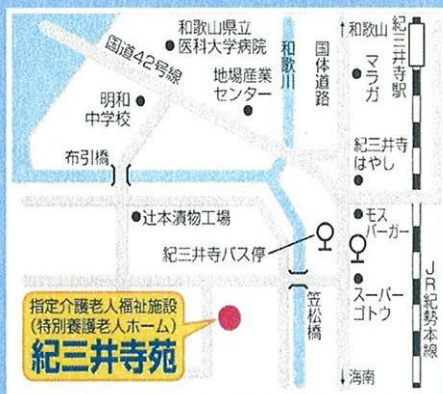 和歌山県立
医科大学病院
国道42号線
地場産業
センター
明和
中学校
和歌川
国体道路
↑和歌山
マラガ
紀三井寺駅
紀三井寺
はやし
布引橋
辻本漬物工場
紀三井寺バス停
モス
バーガー
スーパー
ゴトウ
笠松橋
JR紀勢本線
↓海南
指定介護老人福祉施設
(特別養護老人ホーム)
紀三井寺苑